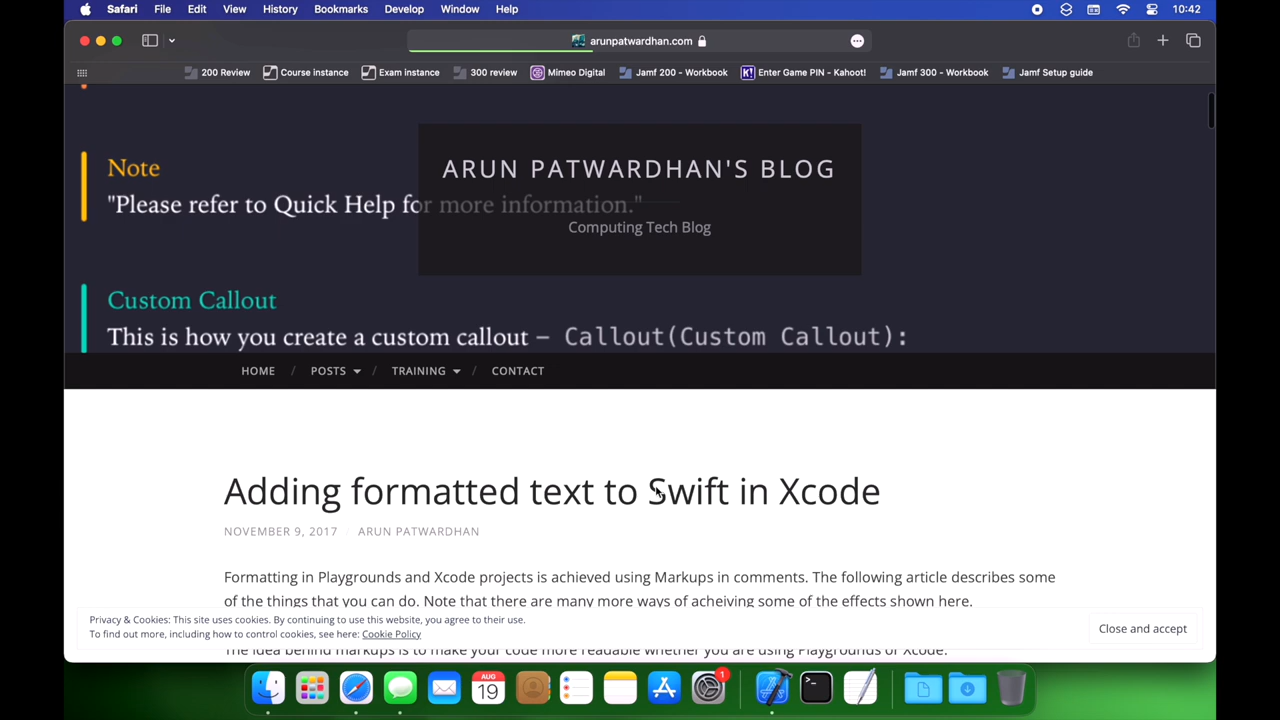 Safari File Edit View History Bookmarks Develop Window Help 10:42
arunpatwardhan.com
200 Review Course instance Exam instance 300 review Mimeo Digital Jamf 200 - Workbook K! Enter Game PIN - Kahoot! Jamf 300 - Workbook Jamf Setup guide
ARUN PATWARDHAN'S BLOG
Computing Tech Blog
Note
"Please refer to Quick Help for more information."
Custom Callout
This is how you create a custom callout – Callout(Custom Callout):
HOME / POSTS / TRAINING / CONTACT
Adding formatted text to Swift in Xcode
NOVEMBER 9, 2017 / ARUN PATWARDHAN
Formatting in Playgrounds and Xcode projects is achieved using Markups in comments. The following article describes some
of the things that you can do. Note that there are many more ways of acheiving some of the effects shown here.
Privacy & Cookies: This site uses cookies. By continuing to use this website, you agree to their use.
To find out more, including how to control cookies, see here: Cookie Policy
Close and accept
The idea behind markups is to make your code more readable whether you are using Playgrounds or Xcode.
AUG
19
1